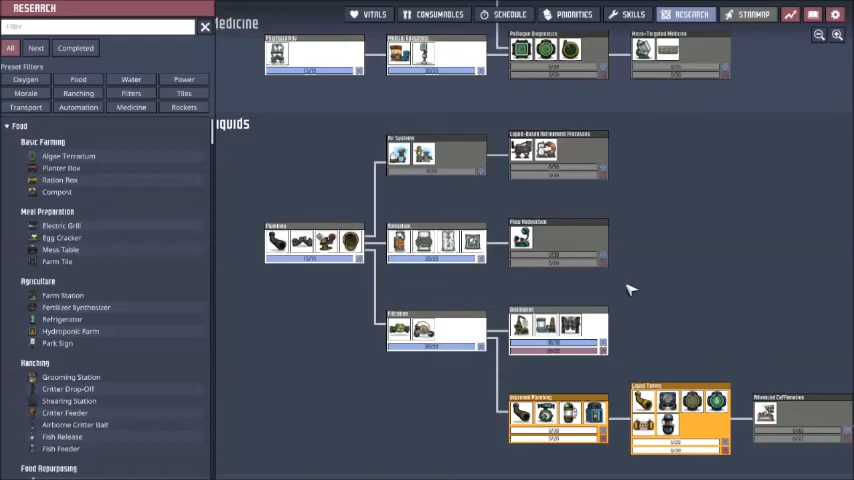 RESEARCH
VITALS
CONSUMABLES
SCHEDULE
PRIORITIES
SKILLS
RESEARCH
STARMAP
Filter
All
Next
Completed
Preset Filters
Oxygen
Food
Water
Power
Morale
Ranching
Filters
Tiles
Transport
Automation
Medicine
Rockets
Food
Basic Farming
Algae Terrarium
Planter Box
Ration Box
Compost
Meal Preparation
Electric Grill
Egg Cracker
Mess Table
Farm Tile
Agriculture
Farm Station
Fertilizer Synthesizer
Refrigerator
Hydroponic Farm
Park Sign
Ranching
Grooming Station
Critter Drop-Off
Shearing Station
Critter Feeder
Airborne Critter Bait
Fish Release
Fish Feeder
Food Repurposing
Medicine
Pharmacology
Medical Equipment
Pathogen Diagnostics
Micro-Targeted Medicine
iquids
Air Systems
Liquid-Based Refinement Processes
Plumbing
Sanitation
Flow Redirection
Filtration
Distillation
Improved Plumbing
Liquid Tuning
Advanced Caffeination